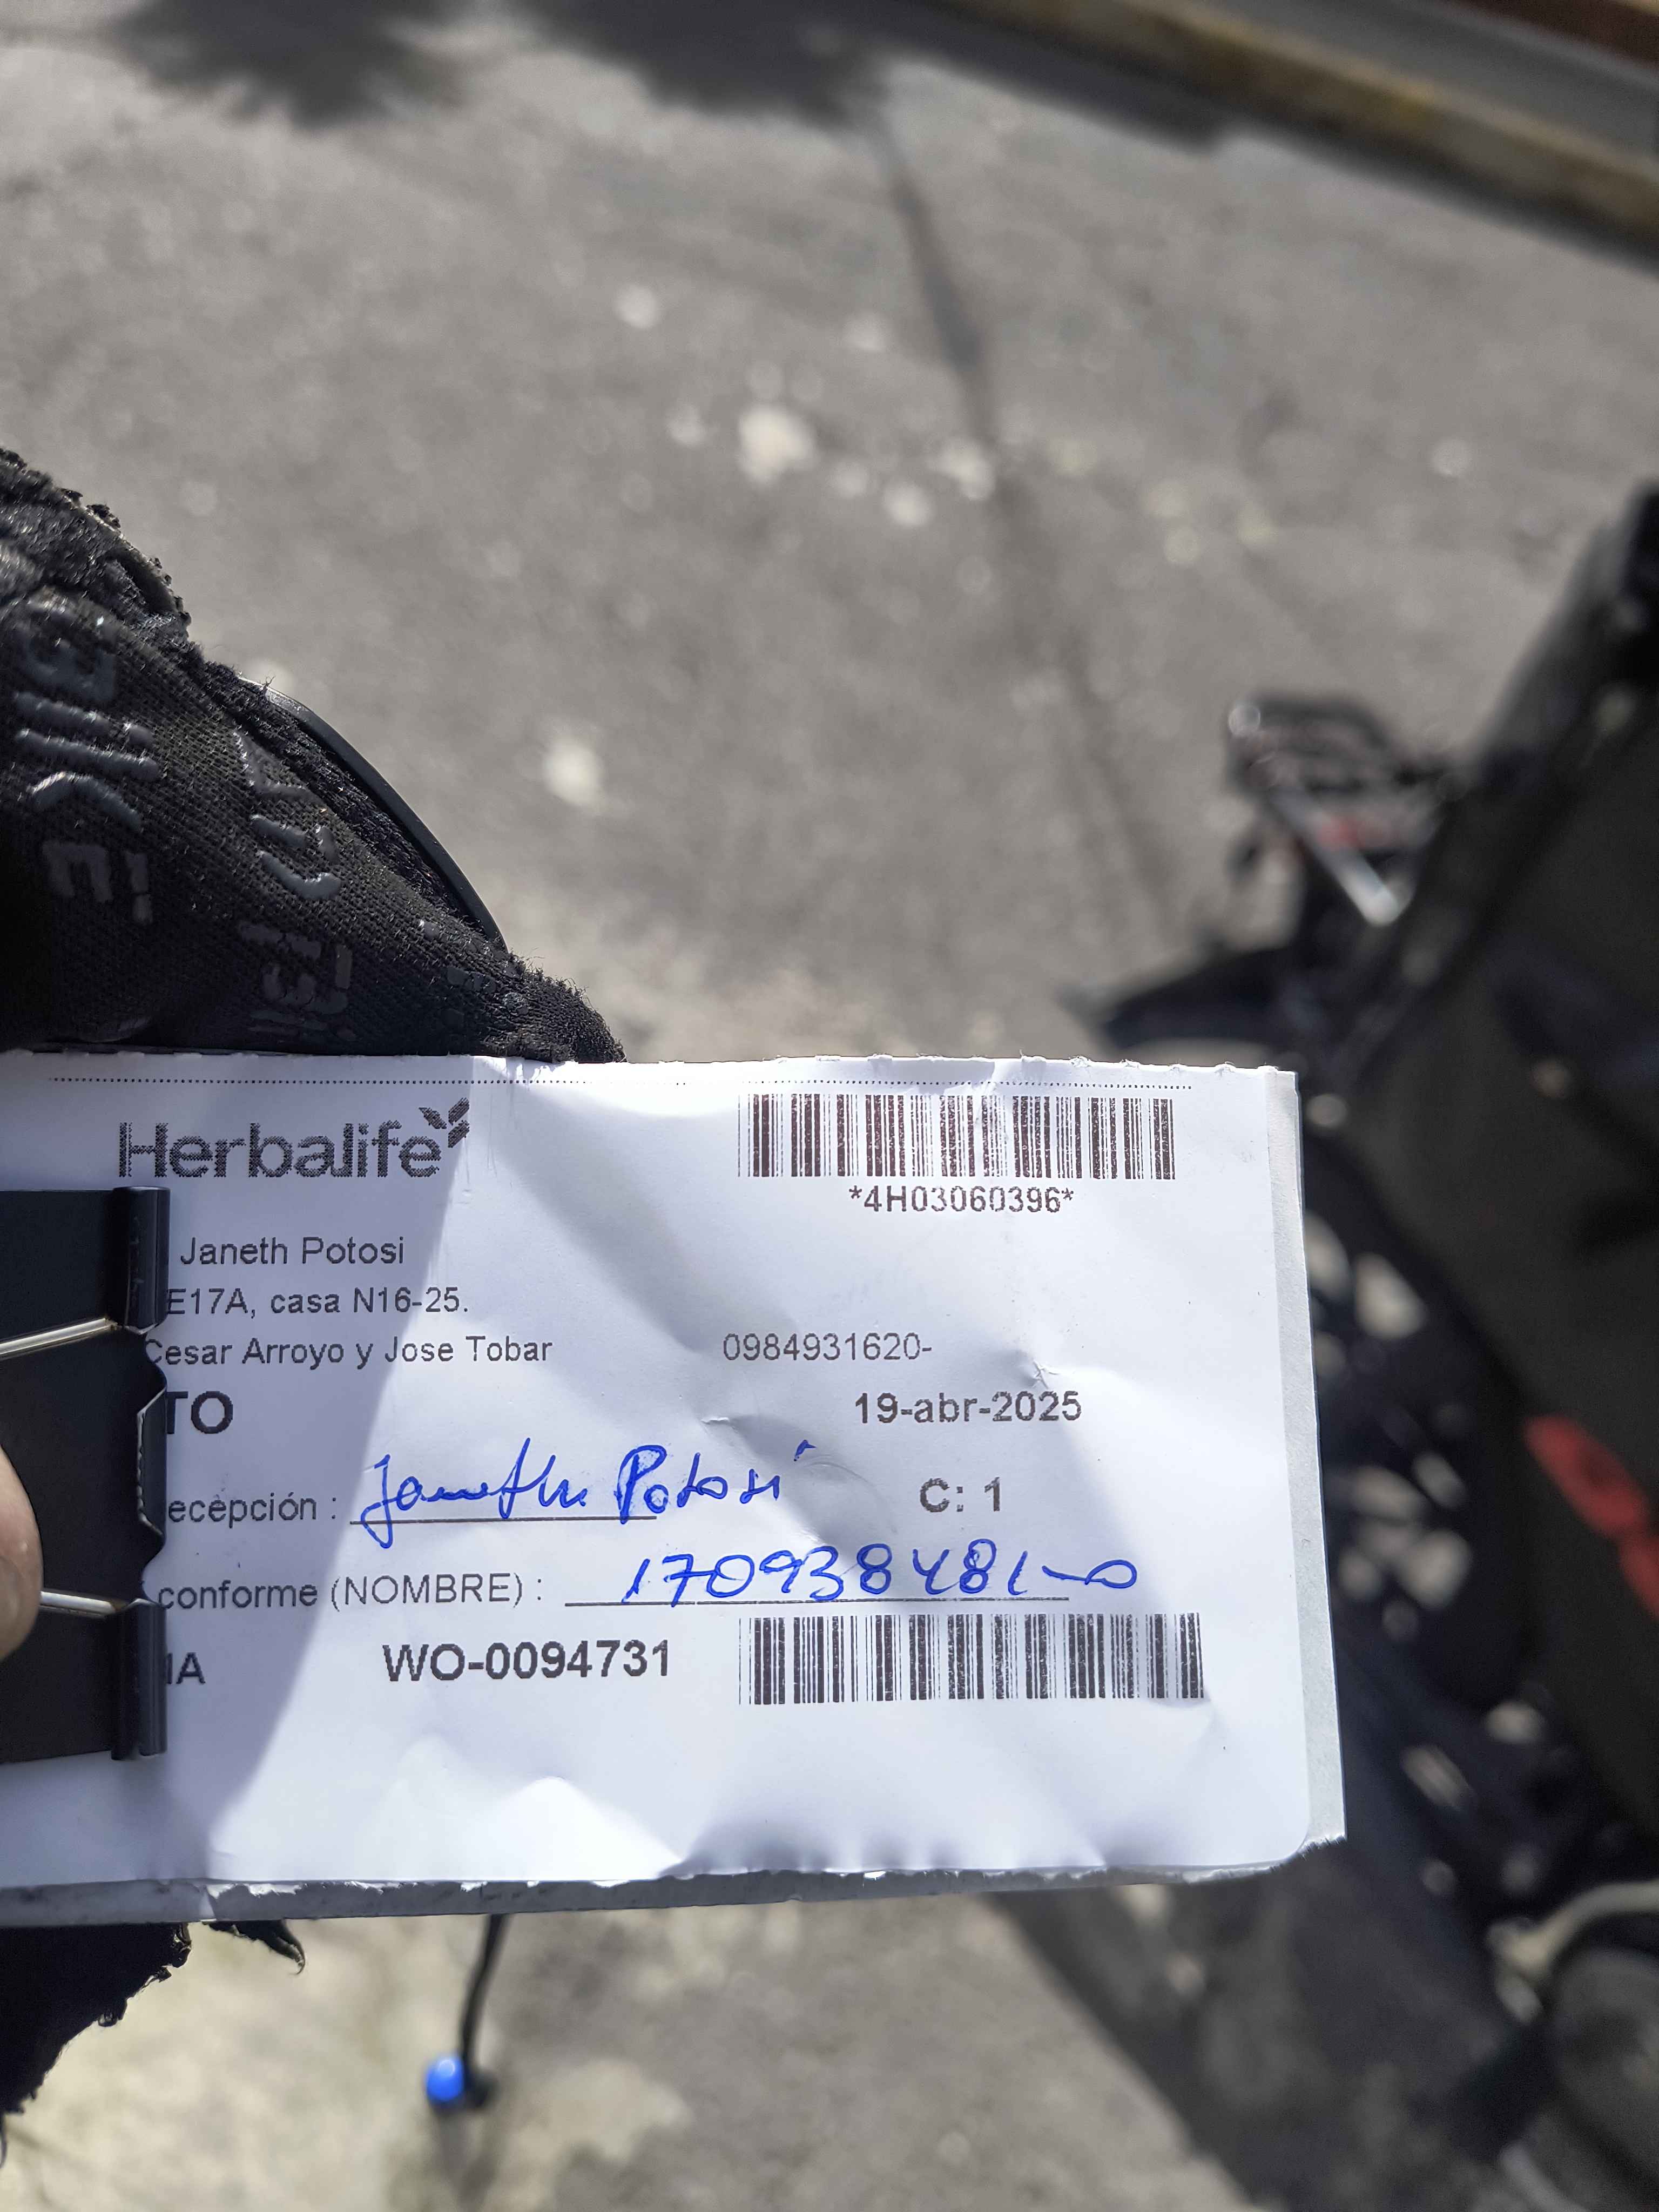 Herbalife
*4H03060396*
Janeth Potosi
E17A, casa N16-25.
Cesar Arroyo y Jose Tobar 0984931620-
TO 19-abr-2025
ecepción : Janeth Potosí C: 1
conforme (NOMBRE) : 170938481-0
IA WO-0094731
BIKE